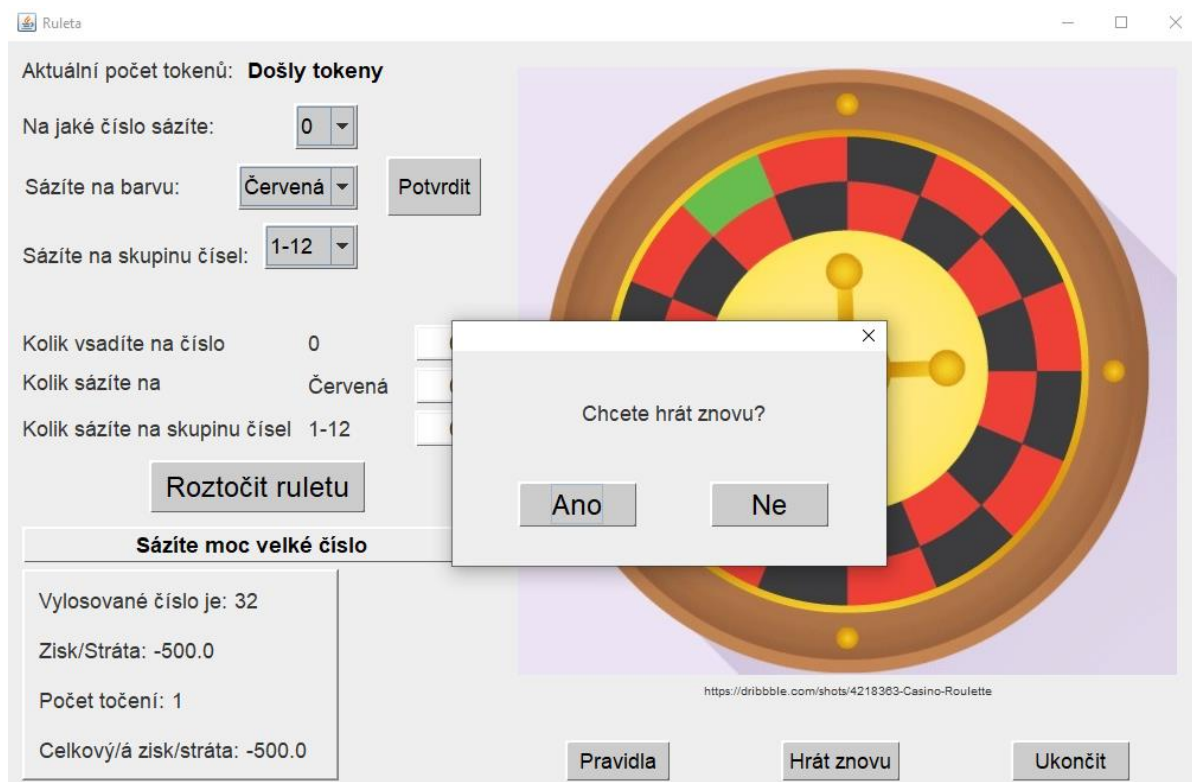 Ruleta
Aktuální počet tokenů: Došly tokeny
Na jaké číslo sázíte: 0
Sázíte na barvu: Červená Potvrdit
Sázíte na skupinu čísel: 1-12
Kolik vsadíte na číslo 0
Kolik sázíte na Červená
Kolik sázíte na skupinu čísel 1-12
Chcete hrát znovu?
Ano Ne
Roztočit ruletu
Sázíte moc velké číslo
Vylosované číslo je: 32
Zisk/Stráta: -500.0
Počet točení: 1
Celkový/á zisk/stráta: -500.0
https://dribbble.com/shots/4218363-Casino-Roulette
Pravidla Hrát znovu Ukončit